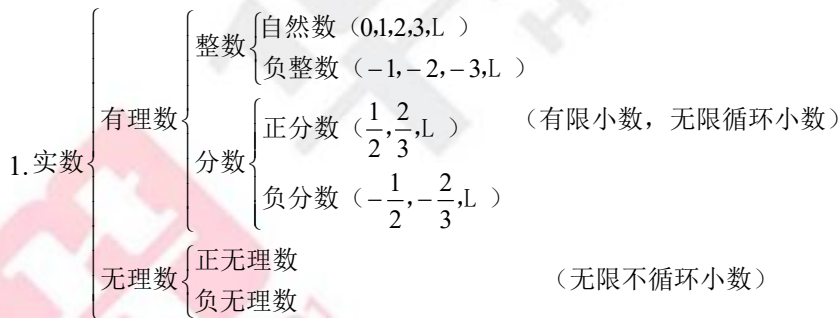 1.实数
有理数
整数
自然数（0,1,2,3,L ）
负整数（-1,-2,-3,L ）
分数
正分数（1/2,2/3,L ）
负分数（-1/2,-2/3,L ）
（有限小数，无限循环小数）
无理数
正无理数
负无理数
（无限不循环小数）